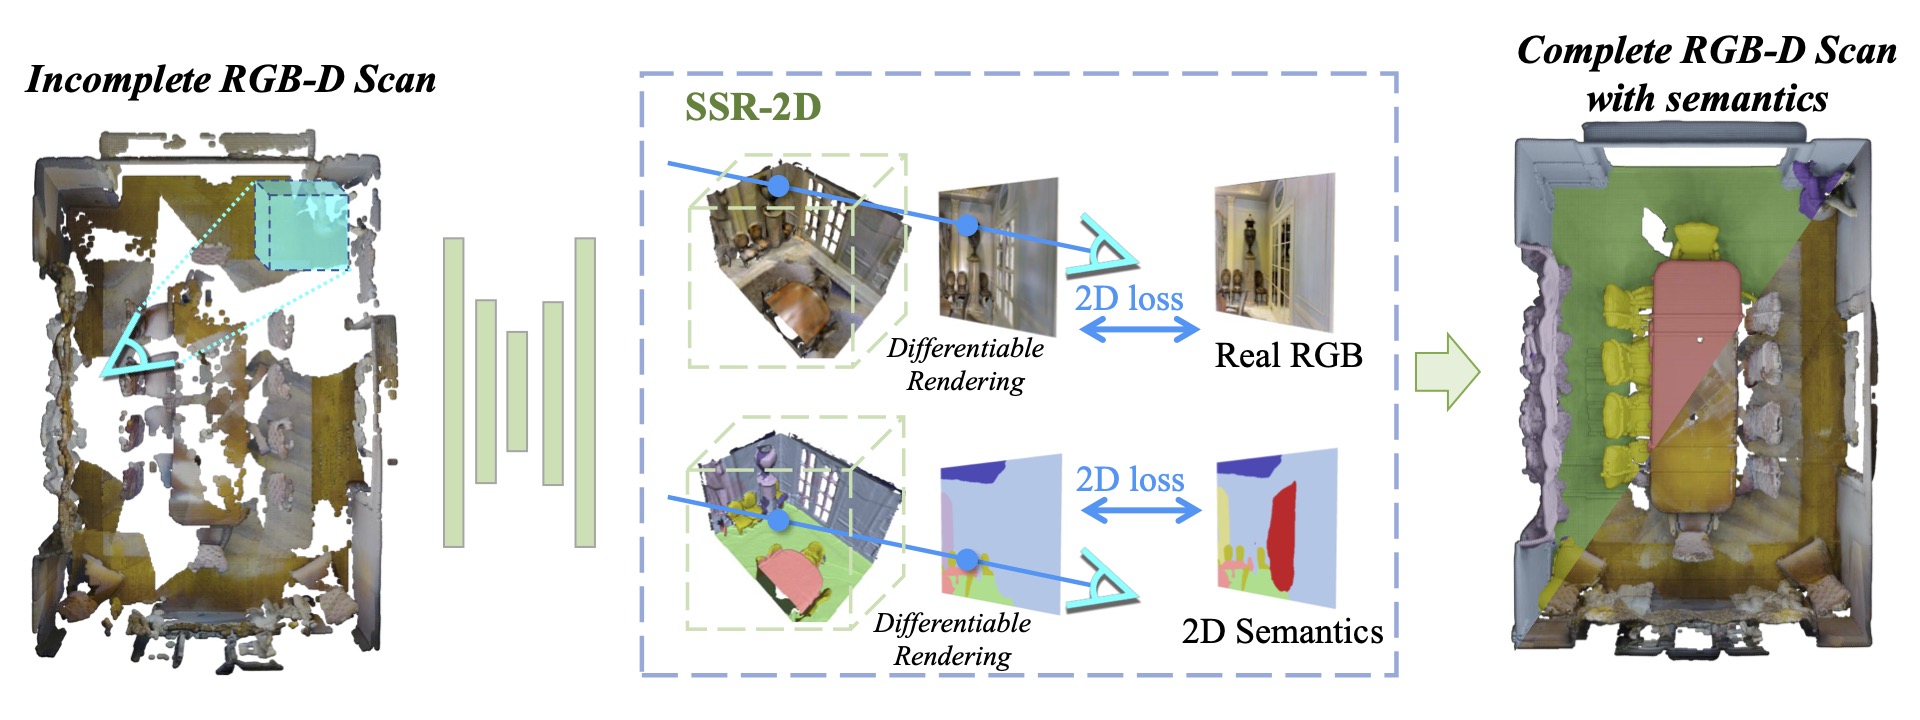 Incomplete RGB-D Scan
SSR-2D
2D loss
Differentiable
Rendering
Real RGB
2D loss
Differentiable
Rendering
2D Semantics
Complete RGB-D Scan
with semantics